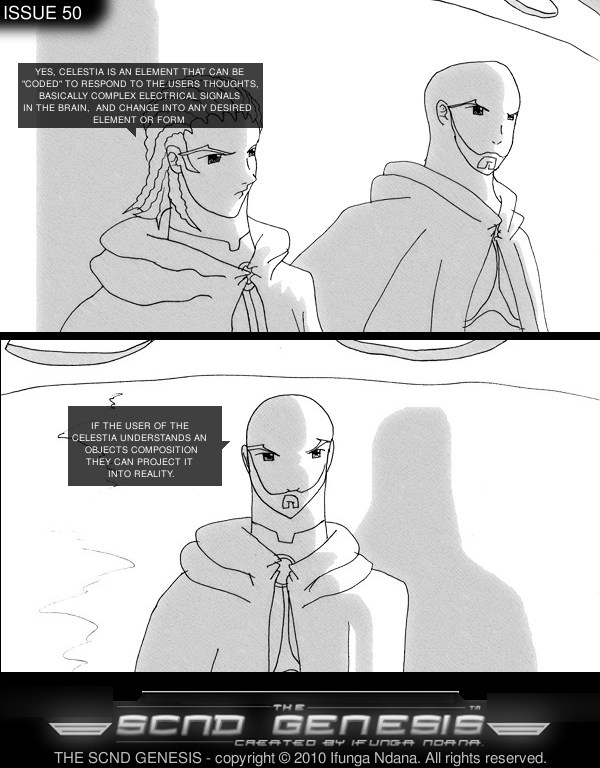 ISSUE 50
YES, CELESTIA IS AN ELEMENT THAT CAN BE
"CODED" TO RESPOND TO THE USERS THOUGHTS,
BASICALLY COMPLEX ELECTRICAL SIGNALS
IN THE BRAIN, AND CHANGE INTO ANY DESIRED
ELEMENT OR FORM
IF THE USER OF THE
CELESTIA UNDERSTANDS AN
OBJECTS COMPOSITION
THEY CAN PROJECT IT
INTO REALITY.
THE
SCND GENESIS™
CREATED BY IFUNGA NDANA.
THE SCND GENESIS - copyright © 2010 Ifunga Ndana. All rights reserved.